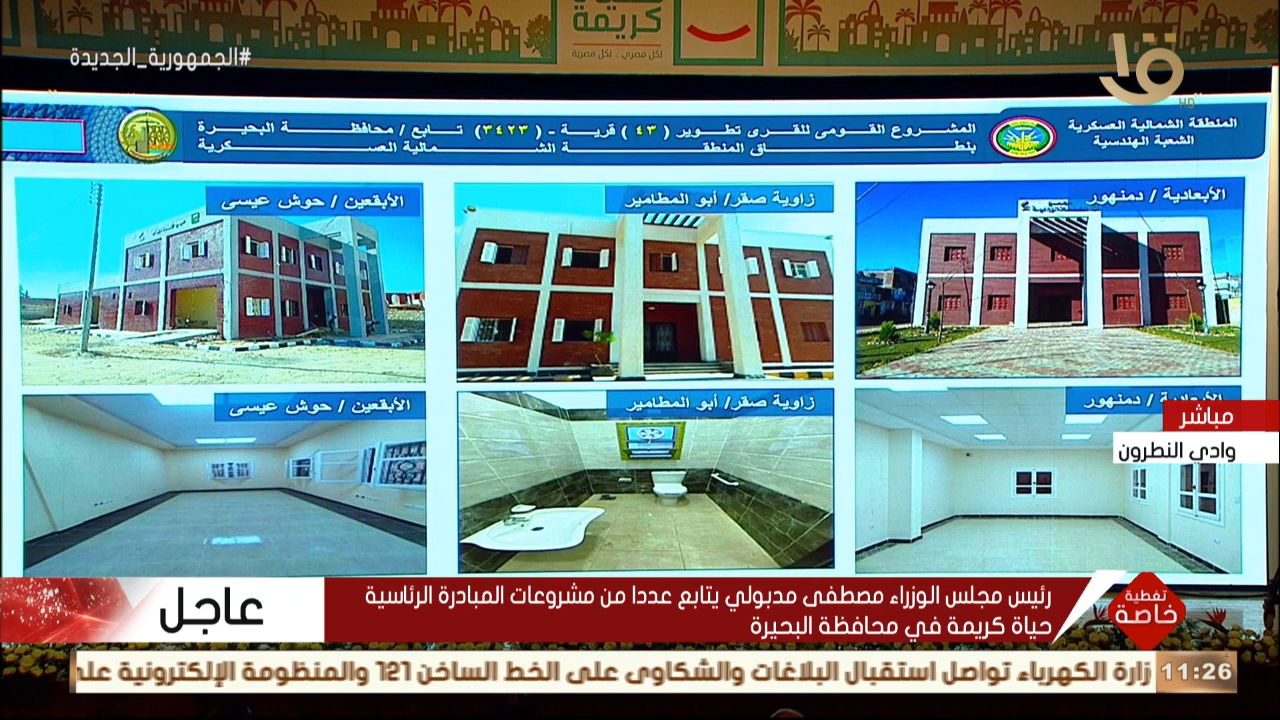 كريمة
لكل مصري .. لكل مصرية
#الجمهورية_الجديدة
HD
المنطقة الشمالية العسكرية
الشعبة الهندسية
المشروع القومى للقرى تطوير ( ٤٣ ) قرية - ( ٣٤٢٣ ) تابع / محافظة البحيرة
بنطاق المنطقة الشمالية العسكرية
الأبعادية / دمنهور
زاوية صقر/ أبو المطامير
الأبقعين / حوش عيسى
الأبعادية / دمنهور
زاوية صقر/ أبو المطامير
الأبقعين / حوش عيسى
مباشر
وادي النطرون
تغطية
خاصة
رئيس مجلس الوزراء مصطفى مدبولي يتابع عددا من مشروعات المبادرة الرئاسية
حياة كريمة في محافظة البحيرة
عاجل
11:26
زارة الكهرباء تواصل استقبال البلاغات والشكاوى على الخط الساخن 121 والمنظومة الإلكترونية على